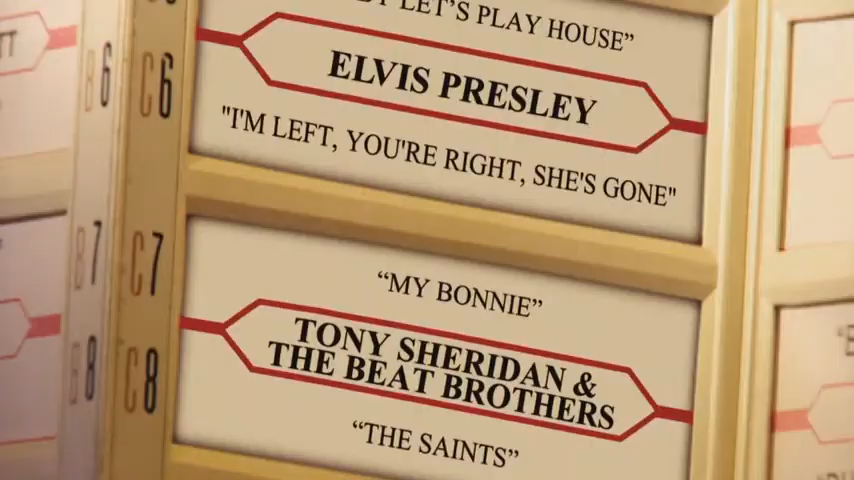 LET'S PLAY HOUSE”
B6
C6
ELVIS PRESLEY
"I'M LEFT, YOU'RE RIGHT, SHE'S GONE"
B7
C7
“MY BONNIE”
TONY SHERIDAN &
THE BEAT BROTHERS
B8
C8
“THE SAINTS”